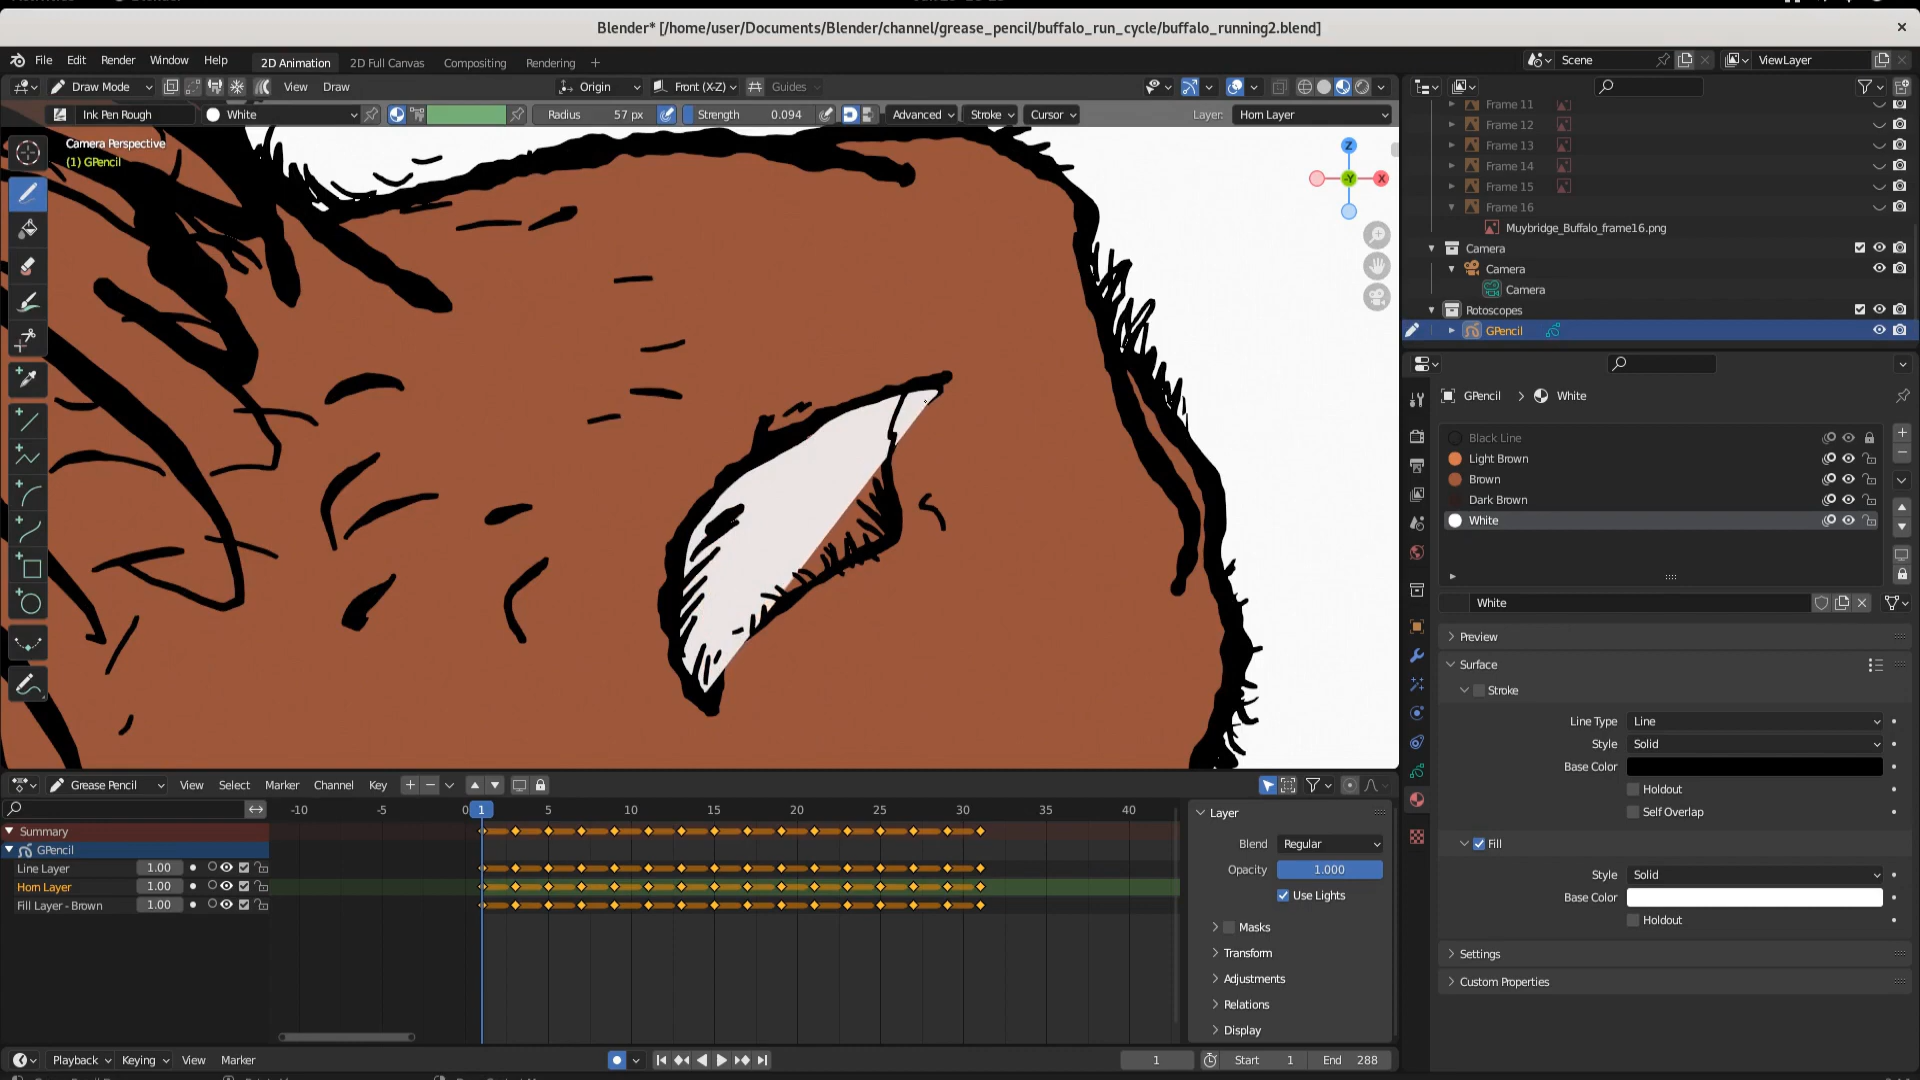 Blender* [/home/user/Documents/Blender/channel/grease_pencil/buffalo_run_cycle/buffalo_running2.blend]
File Edit Render Window Help 2D Animation 2D Full Canvas Compositing Rendering + Scene ViewLayer
Draw Mode View Draw Origin Front (X-Z) Guides
Ink Pen Rough White Radius 57 px Strength 0.094 Advanced Stroke Cursor Layer: Horn Layer
Camera Perspective
(1) GPencil
Z
-Y
X
Frame 11
Frame 12
Frame 13
Frame 14
Frame 15
Frame 16
Muybridge_Buffalo_frame16.png
Camera
Camera
Camera
Rotoscopes
GPencil
GPencil > White
Black Line
Light Brown
Brown
Dark Brown
White
White
Preview
Surface
Stroke
Line Type Line
Style Solid
Base Color
Holdout
Self Overlap
Fill
Style Solid
Base Color
Holdout
Settings
Custom Properties
Grease Pencil View Select Marker Channel Key
-10 -5 0 1 5 10 15 20 25 30 35 40
Summary
GPencil
Line Layer 1.00
Horn Layer 1.00
Fill Layer - Brown 1.00
Layer
Blend Regular
Opacity 1.000
Use Lights
Masks
Transform
Adjustments
Relations
Display
Playback Keying View Marker 1 Start 1 End 288